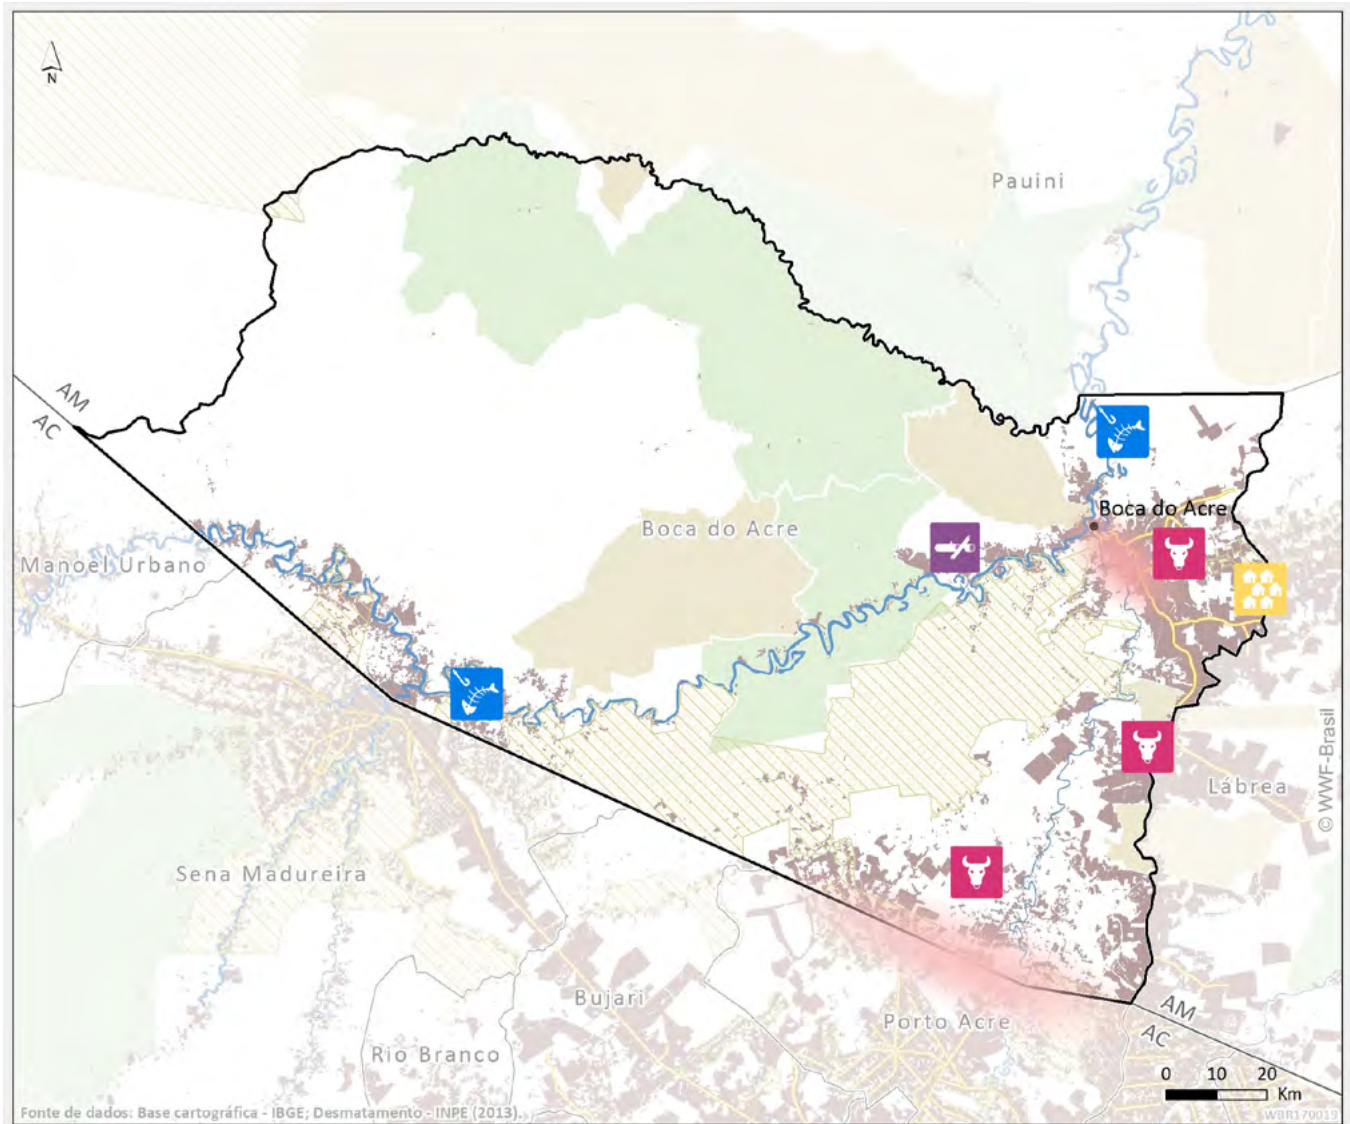 N
Pauini
AM
AC
Boca do Acre
Boca do Acre
Manoel Urbano
Lábrea
© WWF-Brasil
Sena Madureira
Bujari
Porto Acre
AM
AC
Rio Branco
0 10 20
Km
Fonte de dados: Base cartográfica - IBGE; Desmatamento - INPE (2013).
WBR170019